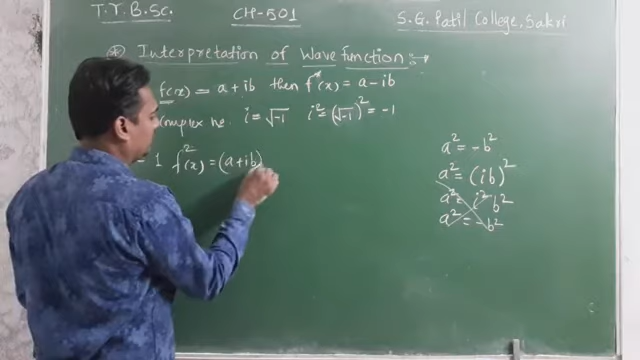 T.Y.B.Sc. CH-501 S.G. Patil College, Sakri
* Interpretation of Wave function :→
f(x) = a+ib then f*(x) = a-ib
complex no. i = √-1 i² = (√-1)² = -1
- 1 f²(x) = (a+ib)
a² = -b²
a² = (ib)²
a² = i²b²
a² = -b²